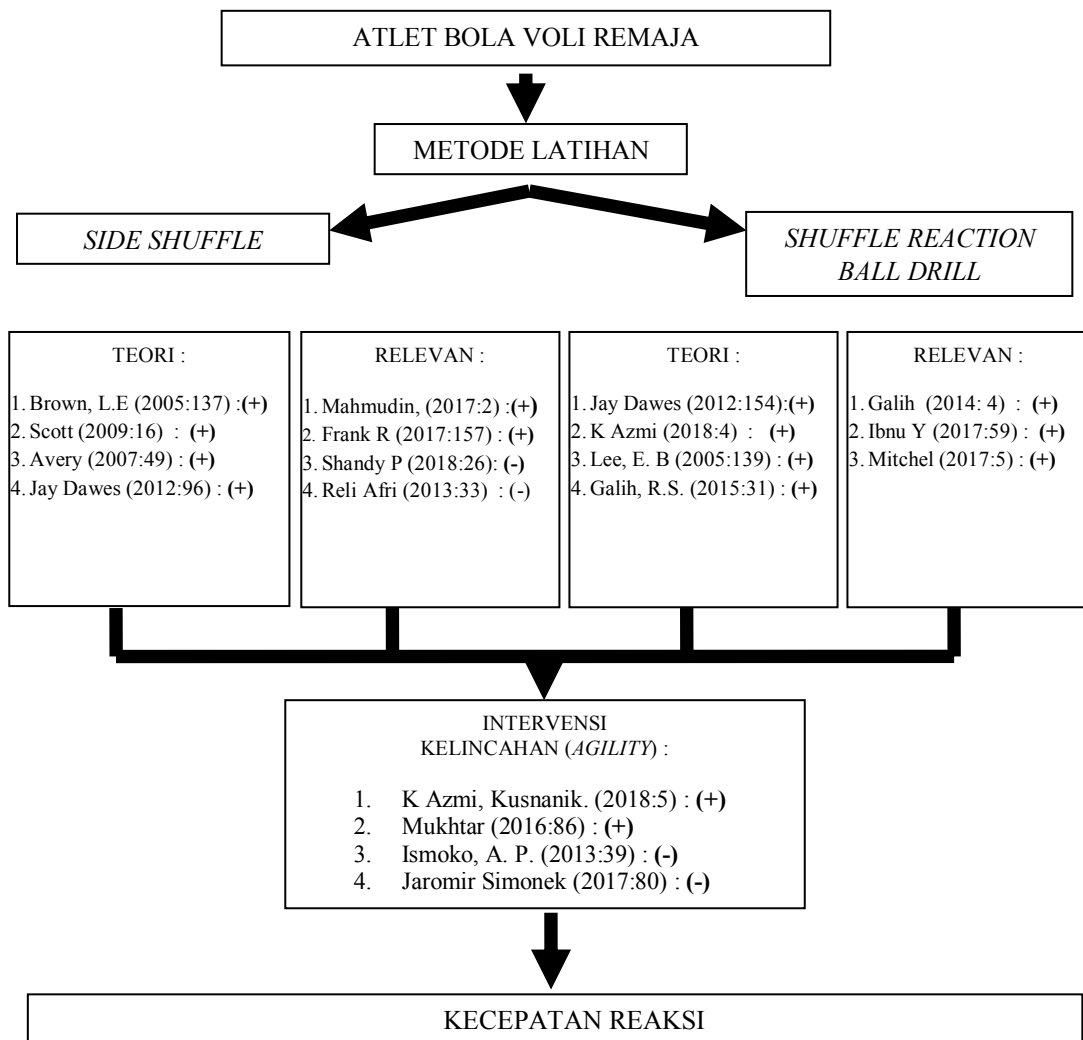 ATLET BOLA VOLI REMAJA
METODE LATIHAN
SIDE SHUFFLE
SHUFFLE REACTION
BALL DRILL
TEORI :
1. Brown, L.E (2005:137) :(+)
2. Scott (2009:16) : (+)
3. Avery (2007:49) : (+)
4. Jay Dawes (2012:96) : (+)
RELEVAN :
1. Mahmudin, (2017:2) :(+)
2. Frank R (2017:157) : (+)
3. Shandy P (2018:26): (-)
4. Reli Afri (2013:33) : (-)
TEORI :
1. Jay Dawes (2012:154):(+)
2. K Azmi (2018:4) : (+)
3. Lee, E. B (2005:139) : (+)
4. Galih, R.S. (2015:31) : (+)
RELEVAN :
1. Galih (2014: 4) : (+)
2. Ibnu Y (2017:59) : (+)
3. Mitchel (2017:5) : (+)
INTERVENSI
KELINCAHAN (AGILITY) :
1. K Azmi, Kusnanik. (2018:5) : (+)
2. Mukhtar (2016:86) : (+)
3. Ismoko, A. P. (2013:39) : (-)
4. Jaromir Simonek (2017:80) : (-)
KECEPATAN REAKSI